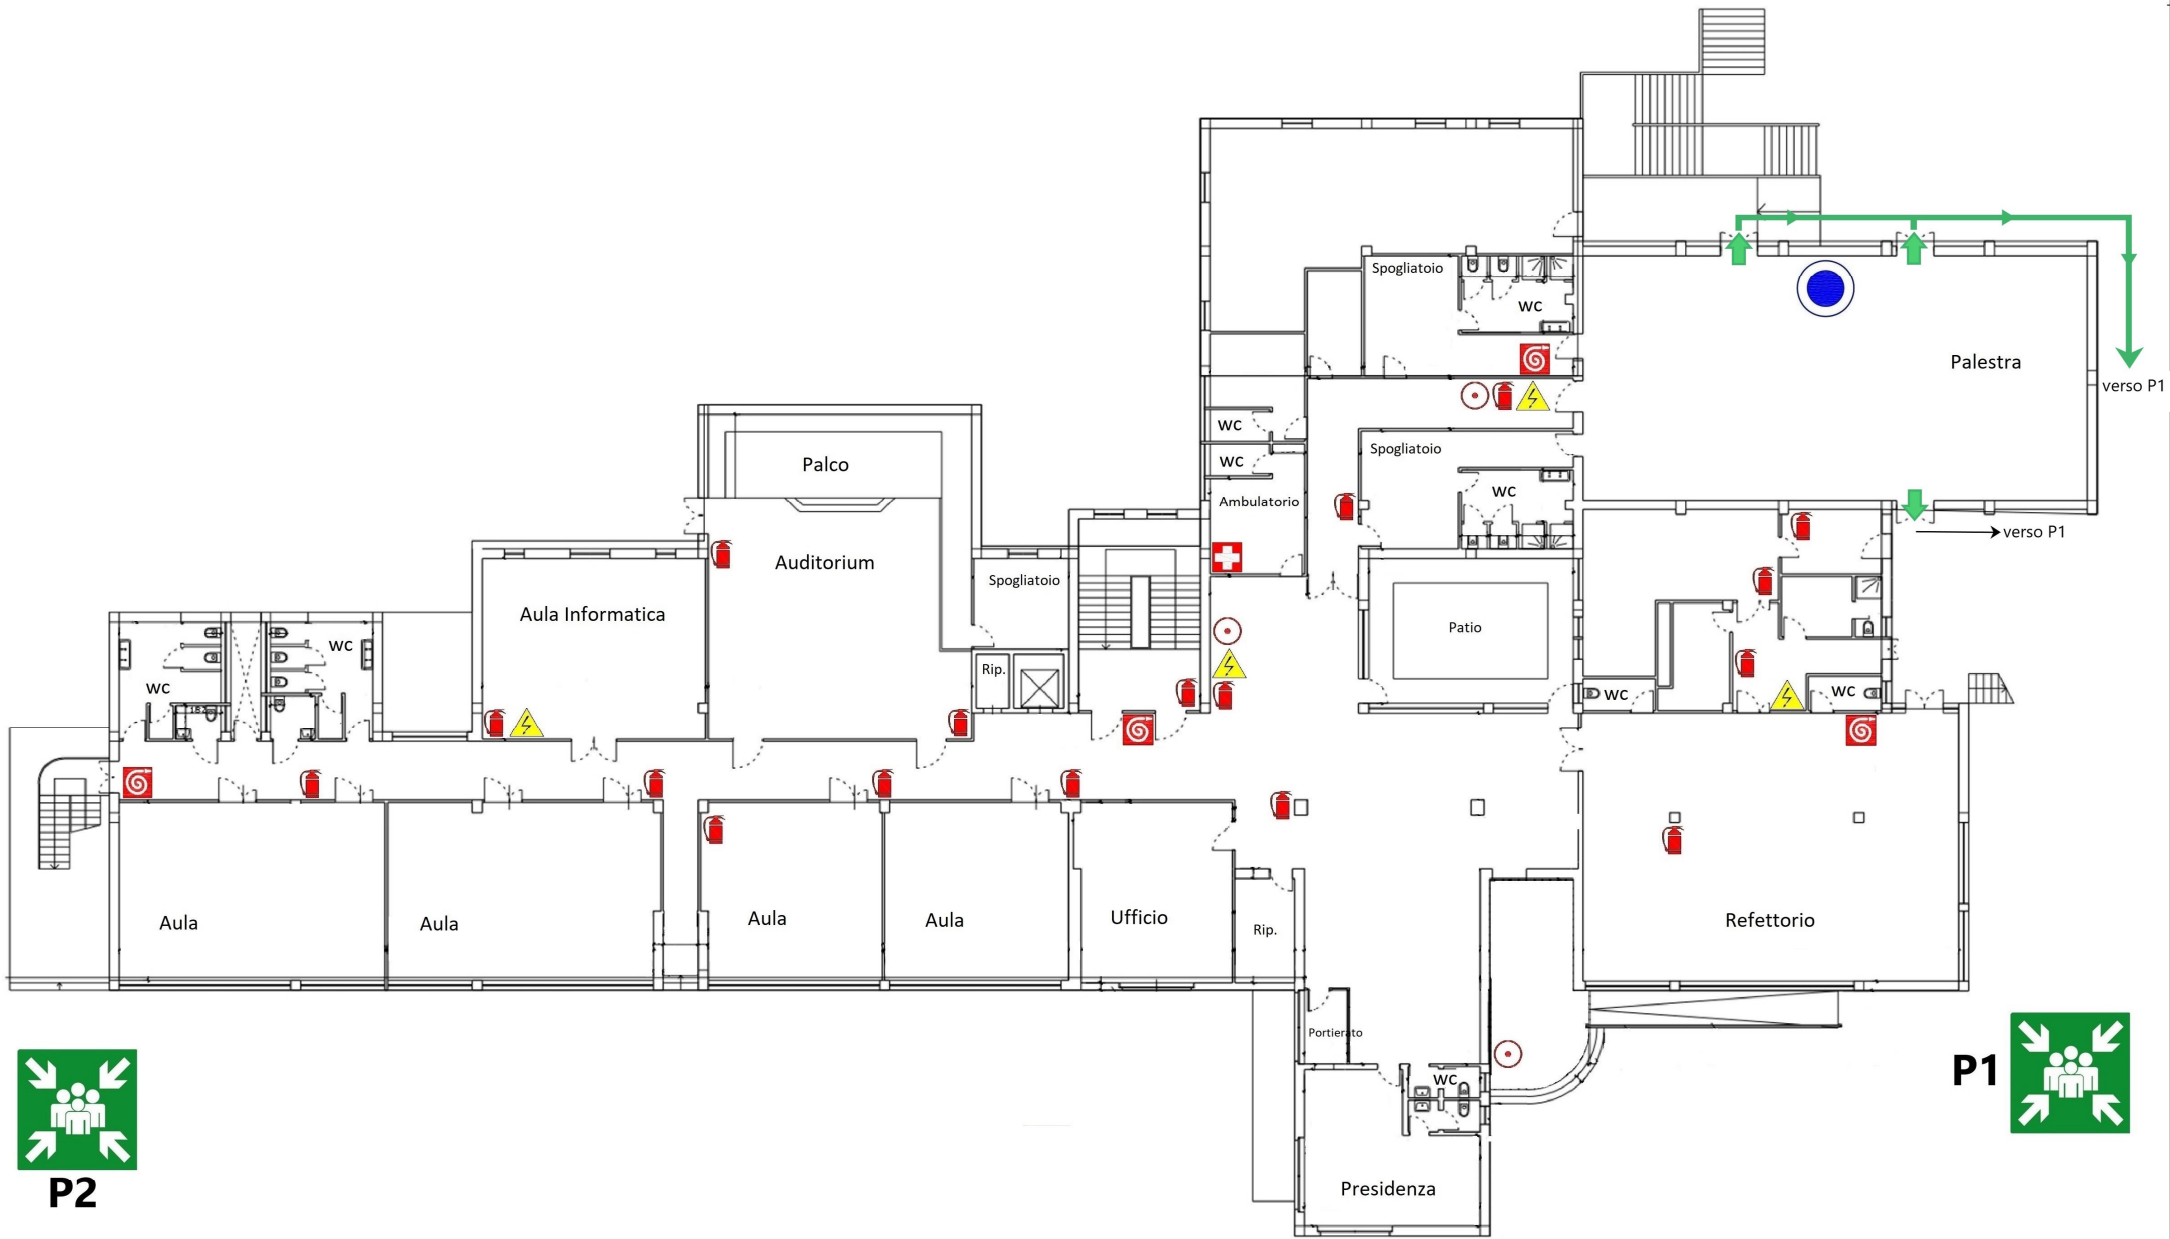 Spogliatoio
WC
Palestra
verso P1
WC
Spogliatoio
WC
Palco
WC
Ambulatorio
verso P1
Auditorium
Spogliatoio
Aula Informatica
Patio
WC
Rip.
WC
WC
WC
Aula
Aula
Aula
Aula
Ufficio
Rip.
Refettorio
Portierato
WC
P1
Presidenza
P2